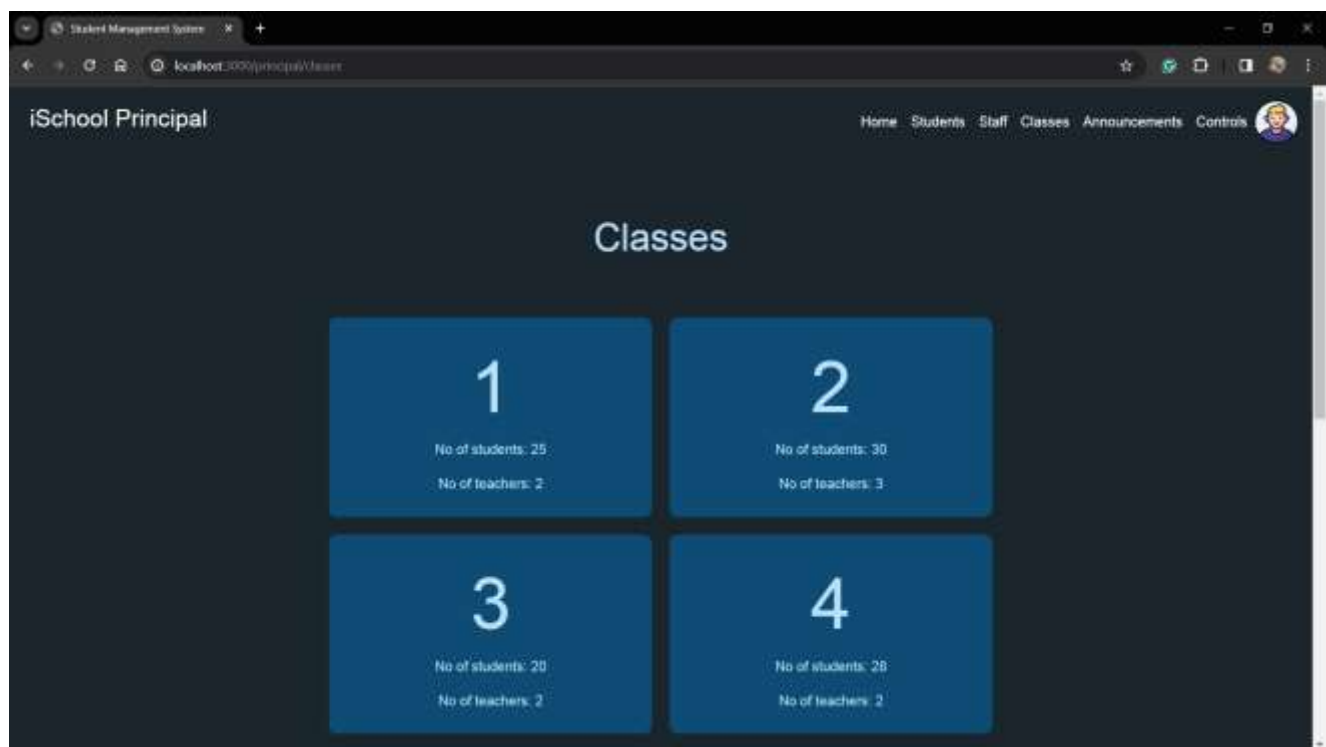 Student Management System
localhost:3000/principal/classes
iSchool Principal
Home Students Staff Classes Announcements Controls
Classes
1
No of students: 25
No of teachers: 2
2
No of students: 30
No of teachers: 3
3
No of students: 20
No of teachers: 2
4
No of students: 28
No of teachers: 2